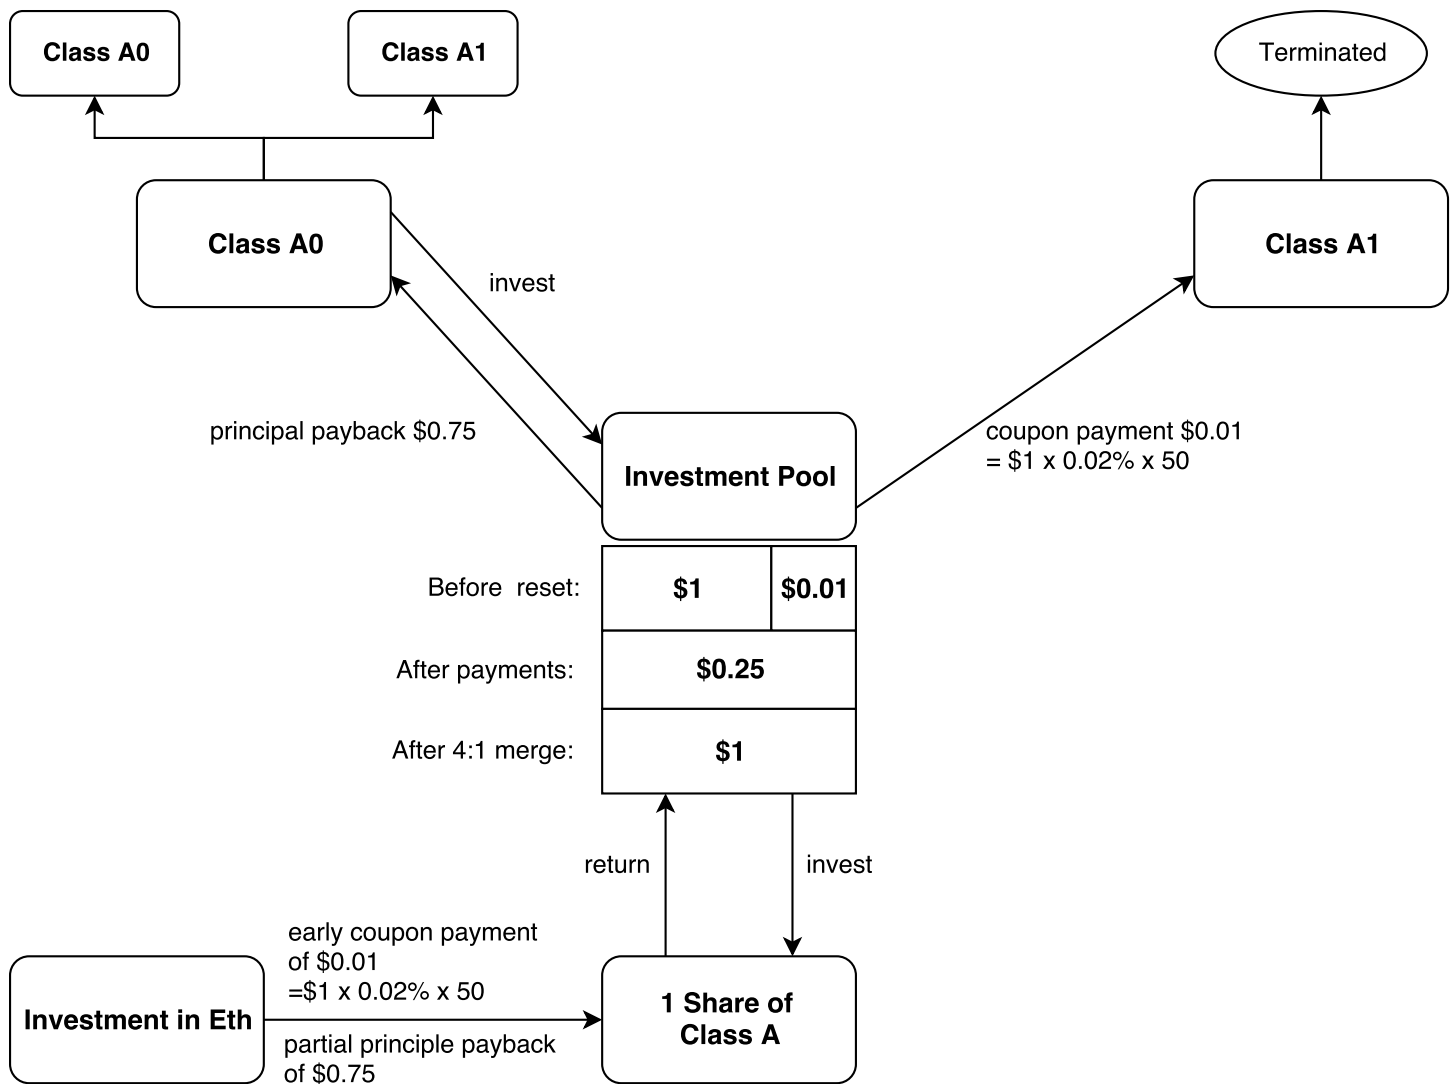 Class A0
Class A1
Terminated
Class A0
Class A1
invest
principal payback $0.75
coupon payment $0.01
= $1 x 0.02% x 50
Investment Pool
Before reset:
$1
$0.01
After payments:
$0.25
After 4:1 merge:
$1
return
invest
early coupon payment
of $0.01
=$1 x 0.02% x 50
Investment in Eth
1 Share of
Class A
partial principle payback
of $0.75